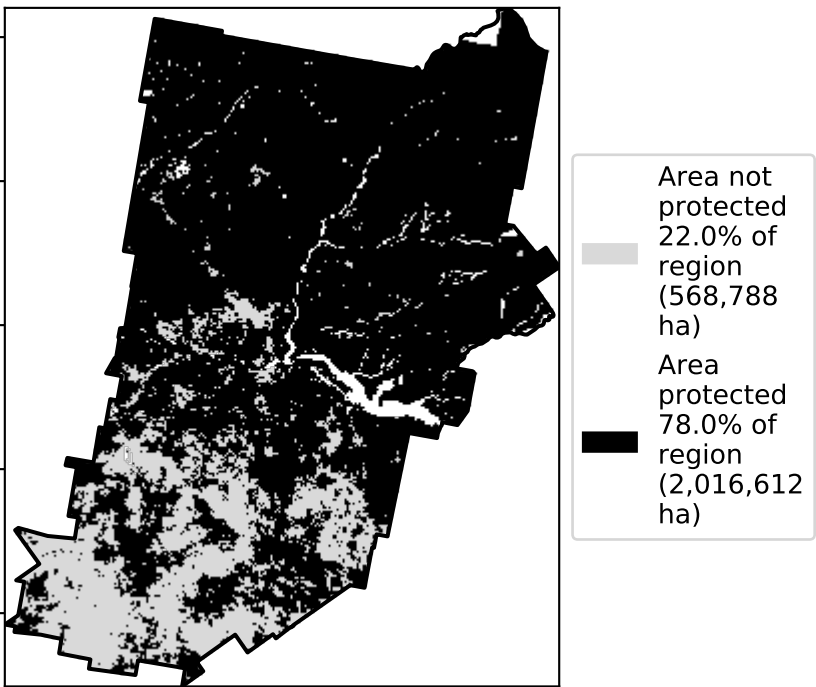 Area not
protected
22.0% of
region
(568,788
ha)
Area
protected
78.0% of
region
(2,016,612
ha)